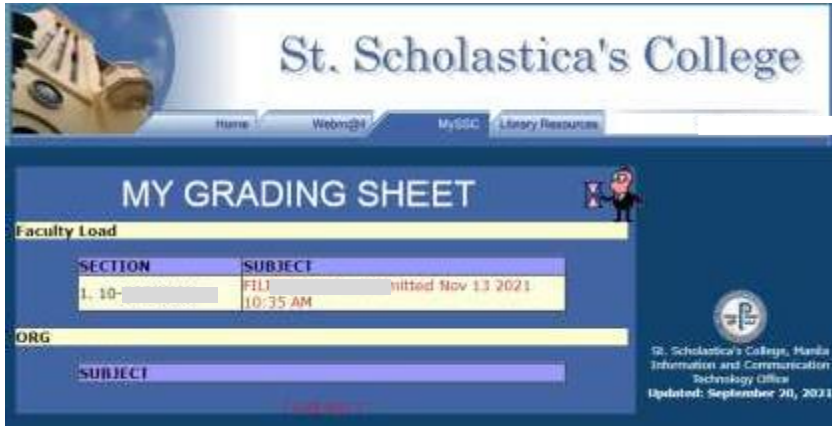 St. Scholastica's College
Home Webm@il MySSC Library Resources
MY GRADING SHEET
Faculty Load
SECTION SUBJECT
1. 10- FILI mitted Nov 13 2021
10:35 AM
ORG
SUBJECT
St. Scholastica's College, Manila
Information and Communication
Technology Office
Updated: September 20, 2021